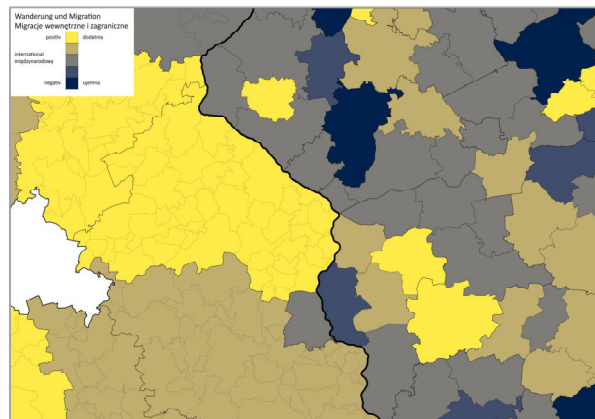 Wanderung und Migration
Migracje wewnętrzne i zagraniczne
positiv dodatnia
international
międzynarodowy
negativ ujemna